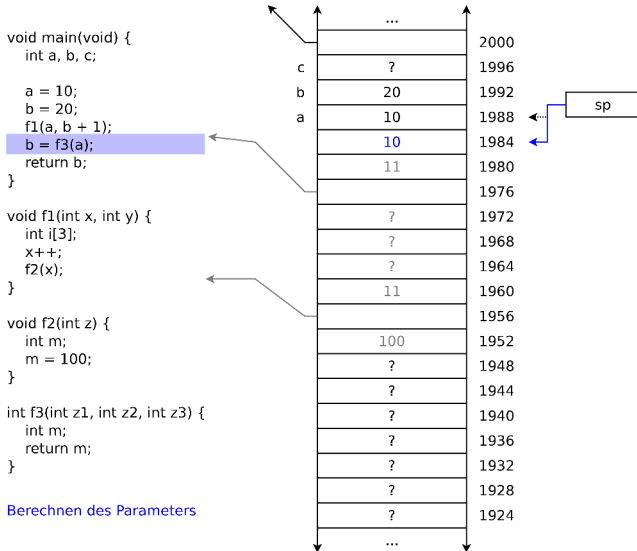 void main(void) {
int a, b, c;
a = 10;
b = 20;
f1(a, b + 1);
b = f3(a);
return b;
}
void f1(int x, int y) {
int i[3];
x++;
f2(x);
}
void f2(int z) {
int m;
m = 100;
}
int f3(int z1, int z2, int z3) {
int m;
return m;
}
Berechnen des Parameters
...
2000
c ? 1996
b 20 1992
a 10 1988
10 1984
11 1980
1976
? 1972
? 1968
? 1964
11 1960
1956
100 1952
? 1948
? 1944
? 1940
? 1936
? 1932
? 1928
? 1924
...
sp